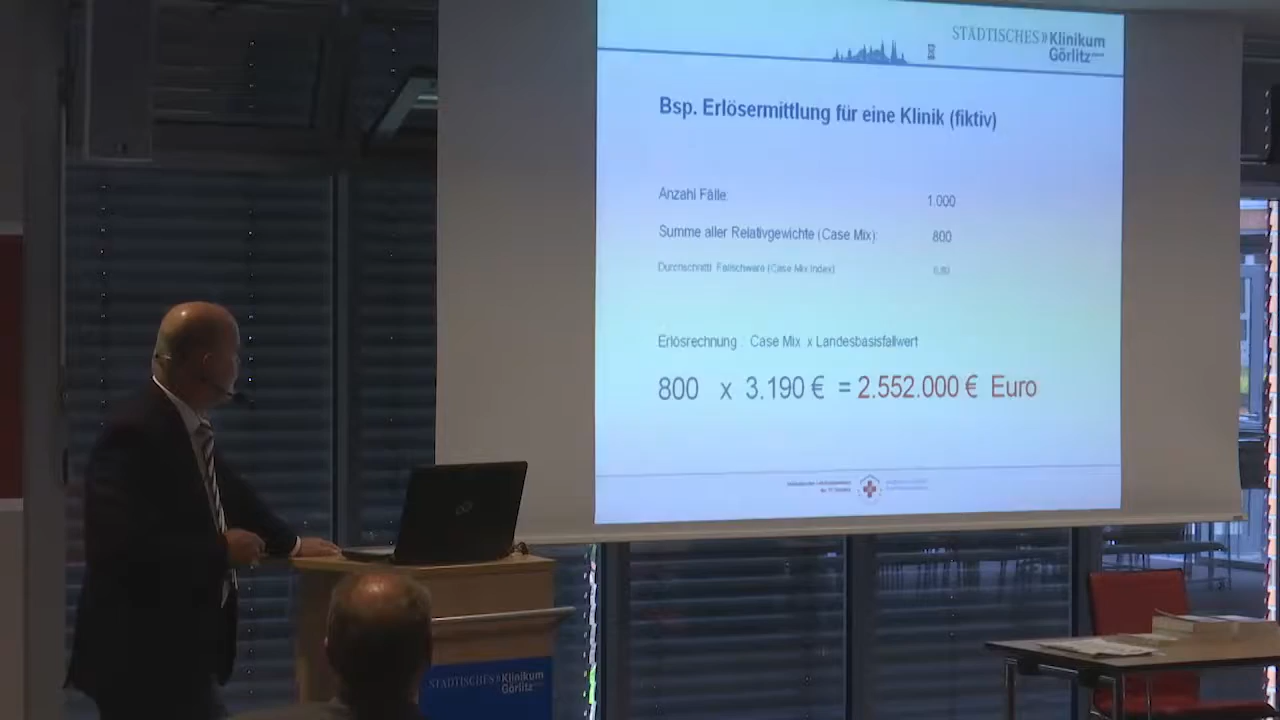 STÄDTISCHES»Klinikum
Görlitz
Bsp. Erlösermittlung für eine Klinik (fiktiv)
Anzahl Fälle: 1.000
Summe aller Relativgewichte (Case Mix): 800
Durchschnittl. Fallschwere (Case Mix Index) 0,80
Erlösrechnung : Case Mix x Landesbasisfallwert
800 x 3.190 € = 2.552.000 € Euro
STÄDTISCHES»Klinikum
Görlitz